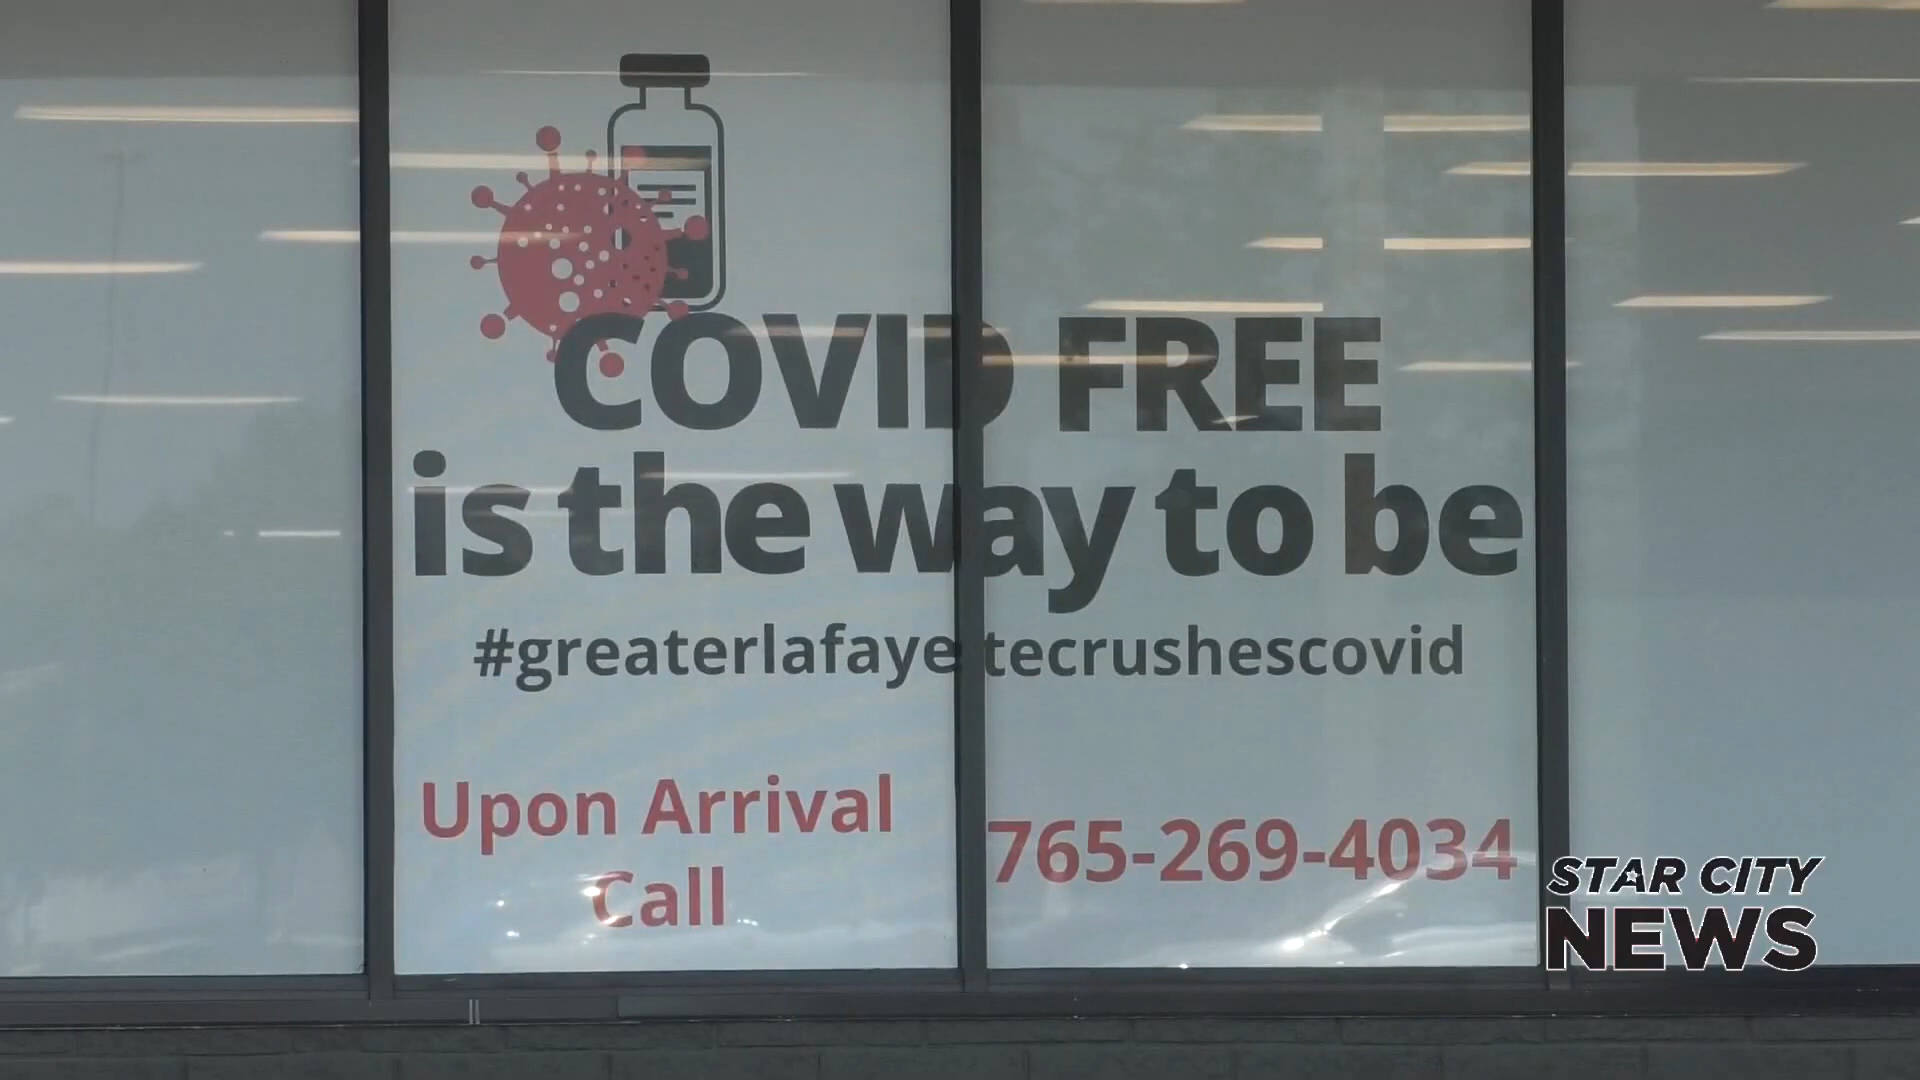 COVID FREE
is the way to be
#greaterlafayettecrushescovid
Upon Arrival
Call
765-269-4034
STAR CITY
NEWS